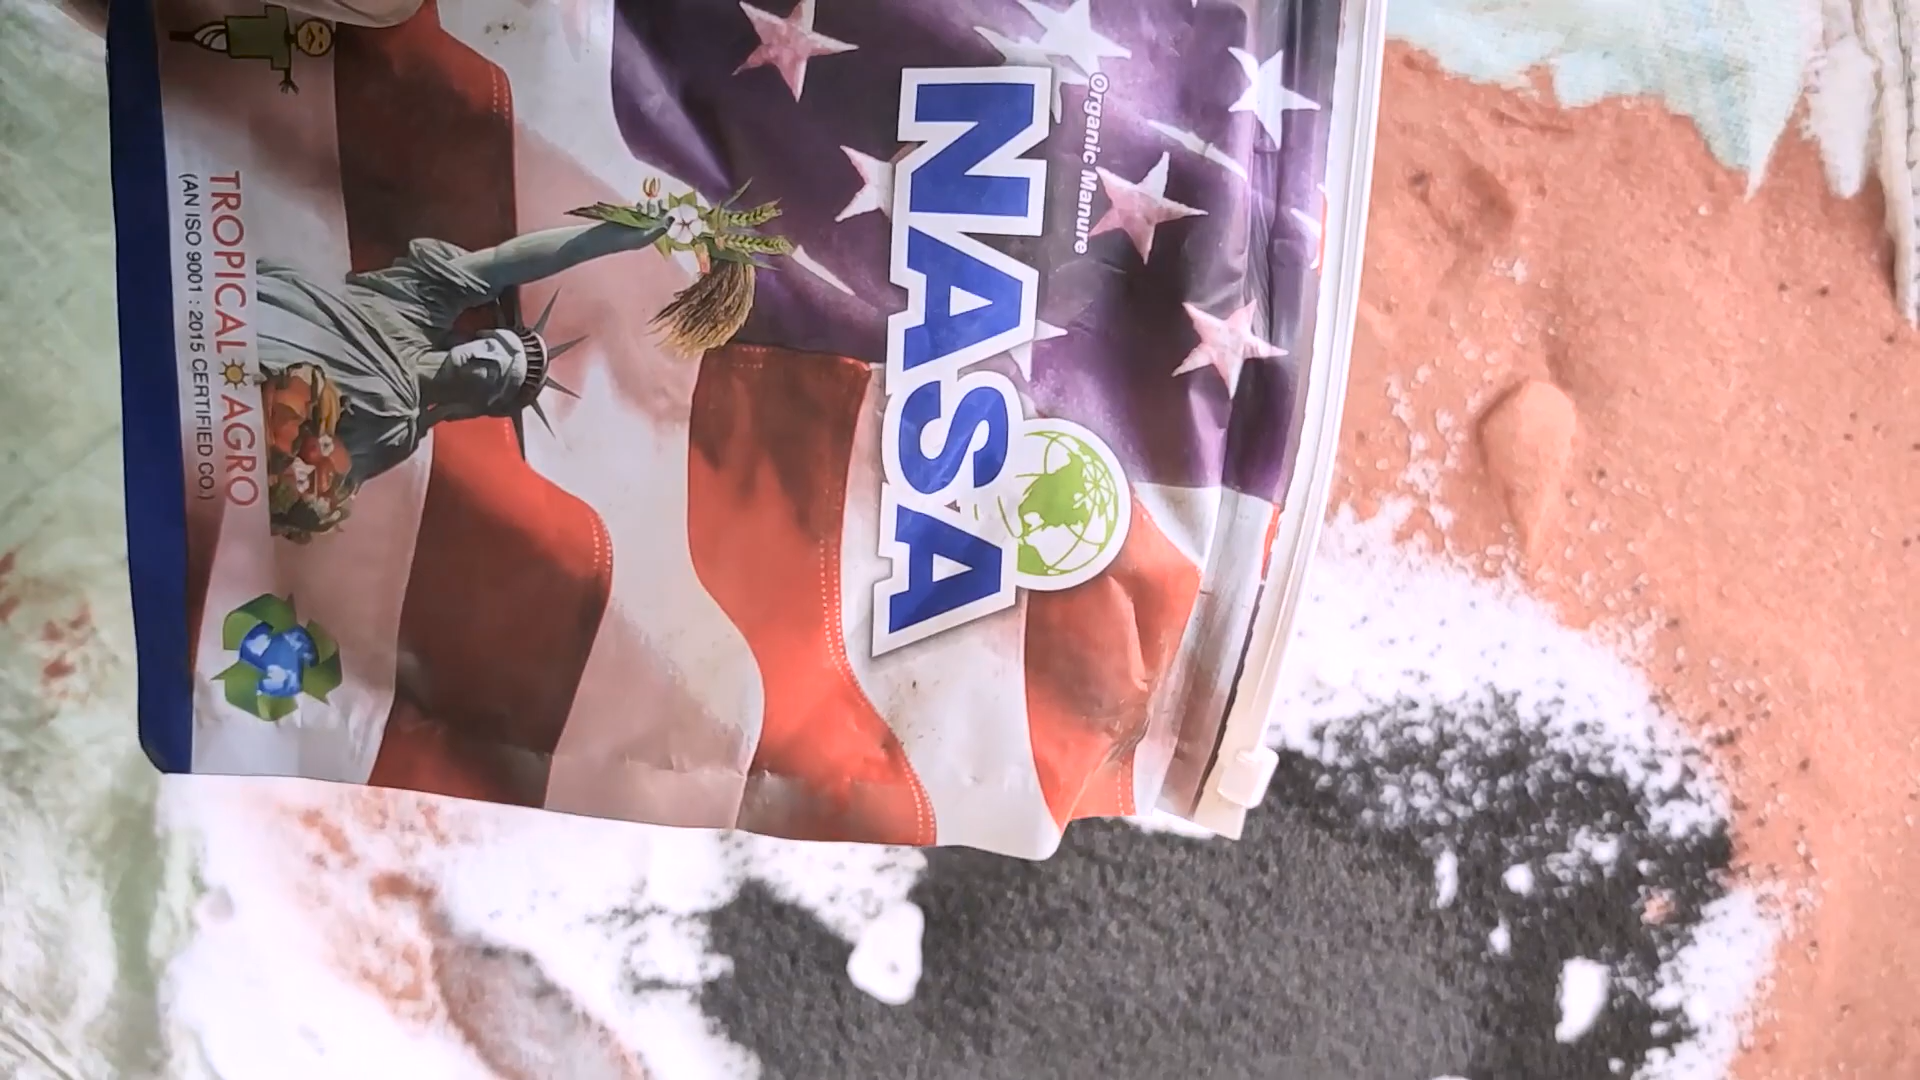 Organic Manure
NASA
TROPICAL AGRO
(AN ISO 9001 : 2015 CERTIFIED CO.)